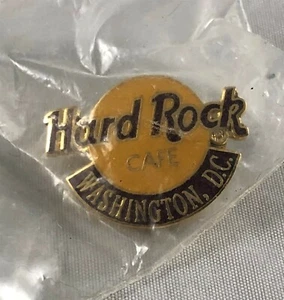 Hard Rock
CAFE
WASHINGTON, D.C.